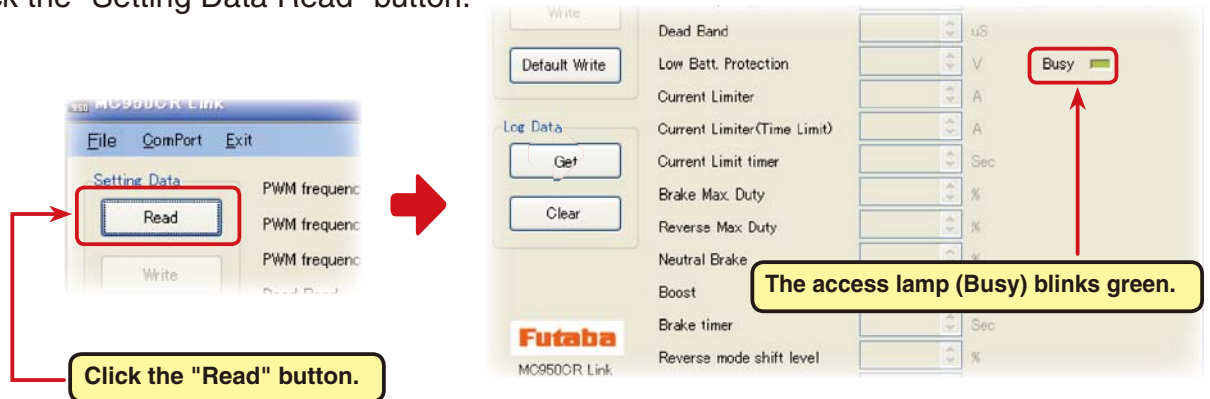 ck the "Setting Data Read" button.
MC950CR Link
File ComPort Exit
Setting Data
Read
Write
PWM frequenc
PWM frequenc
PWM frequenc
Dead Band
Click the "Read" button.
Write
Default Write
Log Data
Get
Clear
Futaba
MC950CR Link
Dead Band uS
Low Batt. Protection V
Busy
Current Limiter A
Current Limiter(Time Limit) A
Current Limit timer Sec
Brake Max. Duty %
Reverse Max Duty %
Neutral Brake %
Boost
Brake timer Sec
Reverse mode shift level %
The access lamp (Busy) blinks green.